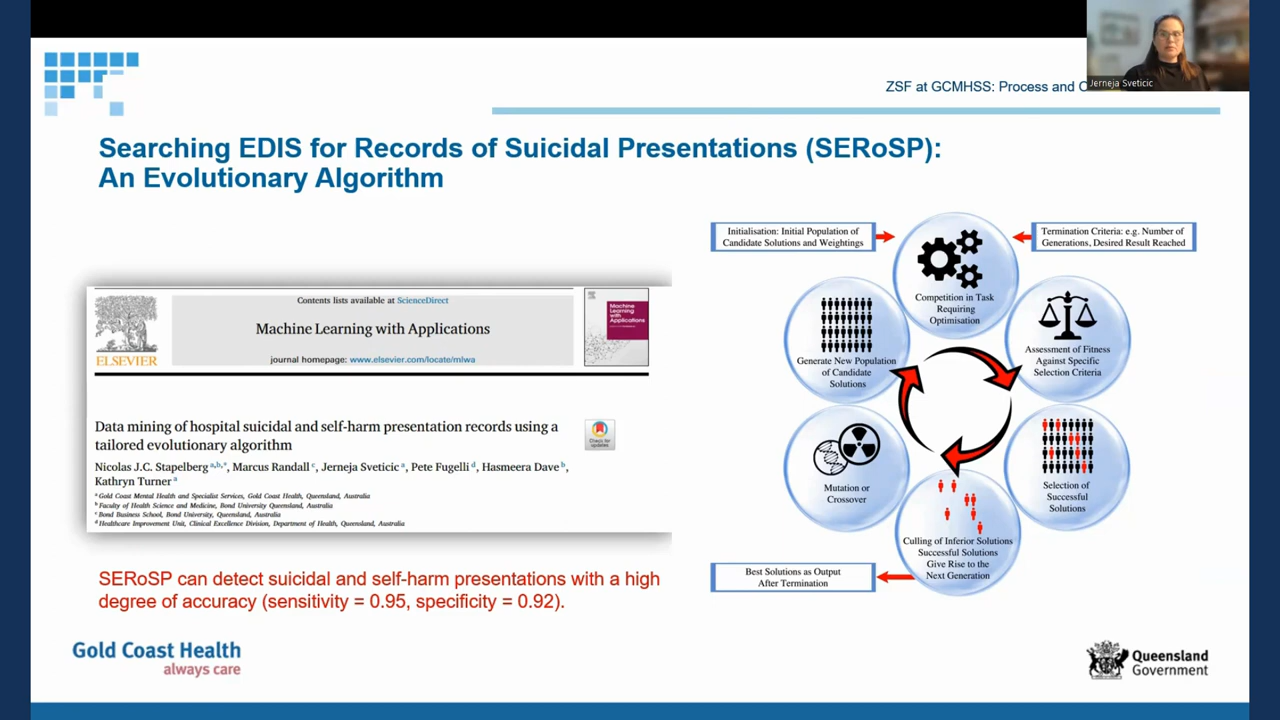 ZSF at GCMHSS: Process and
Jerneja Sveticic
Searching EDIS for Records of Suicidal Presentations (SERoSP):
An Evolutionary Algorithm
Contents lists available at ScienceDirect
Machine Learning with Applications
journal homepage: www.elsevier.com/locate/mlwa
ELSEVIER
Machine Learning
with Applications
Data mining of hospital suicidal and self-harm presentation records using a
tailored evolutionary algorithm
Check for
updates
Nicolas J.C. Stapelberg a,b,*, Marcus Randall c, Jerneja Sveticic a, Pete Fugelli d, Hasmeera Dave b,
Kathryn Turner a
a Gold Coast Mental Health and Specialist Services, Gold Coast Health, Queensland, Australia
b Faculty of Health Science and Medicine, Bond University Queensland, Australia
c Bond Business School, Bond University, Queensland, Australia
d Healthcare Improvement Unit, Clinical Excellence Division, Department of Health, Queensland, Australia
SERoSP can detect suicidal and self-harm presentations with a high
degree of accuracy (sensitivity = 0.95, specificity = 0.92).
Initialisation: Initial Population of
Candidate Solutions and Weightings
Termination Criteria: e.g. Number of
Generations, Desired Result Reached
Competition in Task
Requiring
Optimisation
Assessment of Fitness
Against Specific
Selection Criteria
Selection of
Successful
Solutions
Culling of Inferior Solutions
Successful Solutions
Give Rise to the
Next Generation
Mutation or
Crossover
Generate New Population
of Candidate
Solutions
Best Solutions as Output
After Termination
Gold Coast Health
always care
Queensland
Government